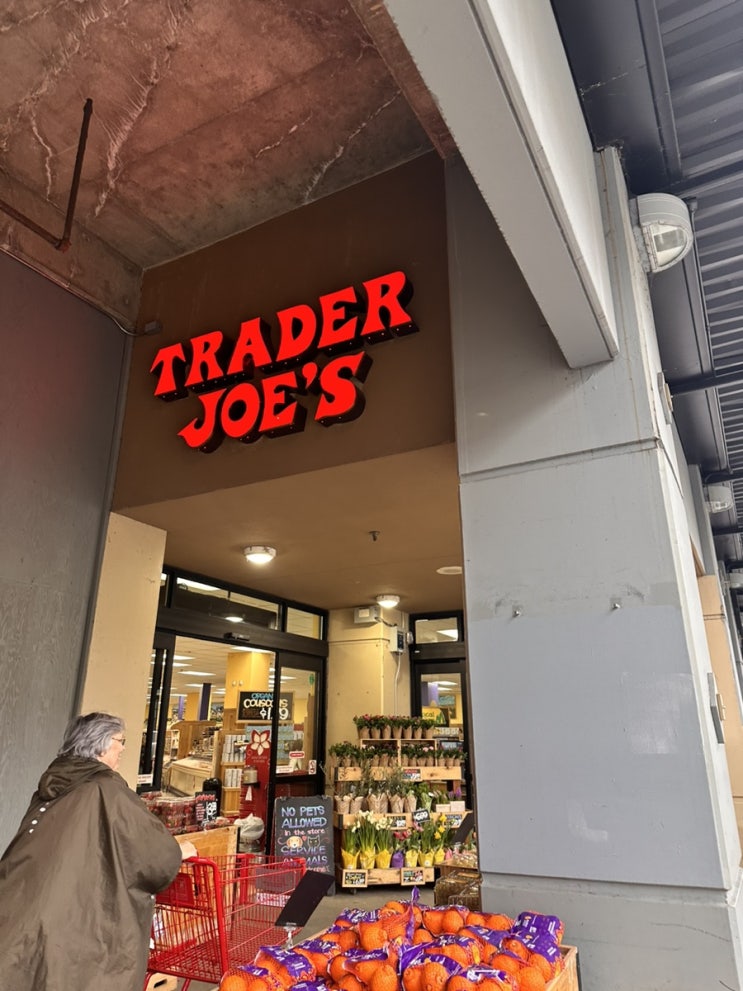 TRADER
JOE'S
ORGANIC
COUSCOUS
NO PETS
ALLOWED
in the store
SERVICE
ANIMALS